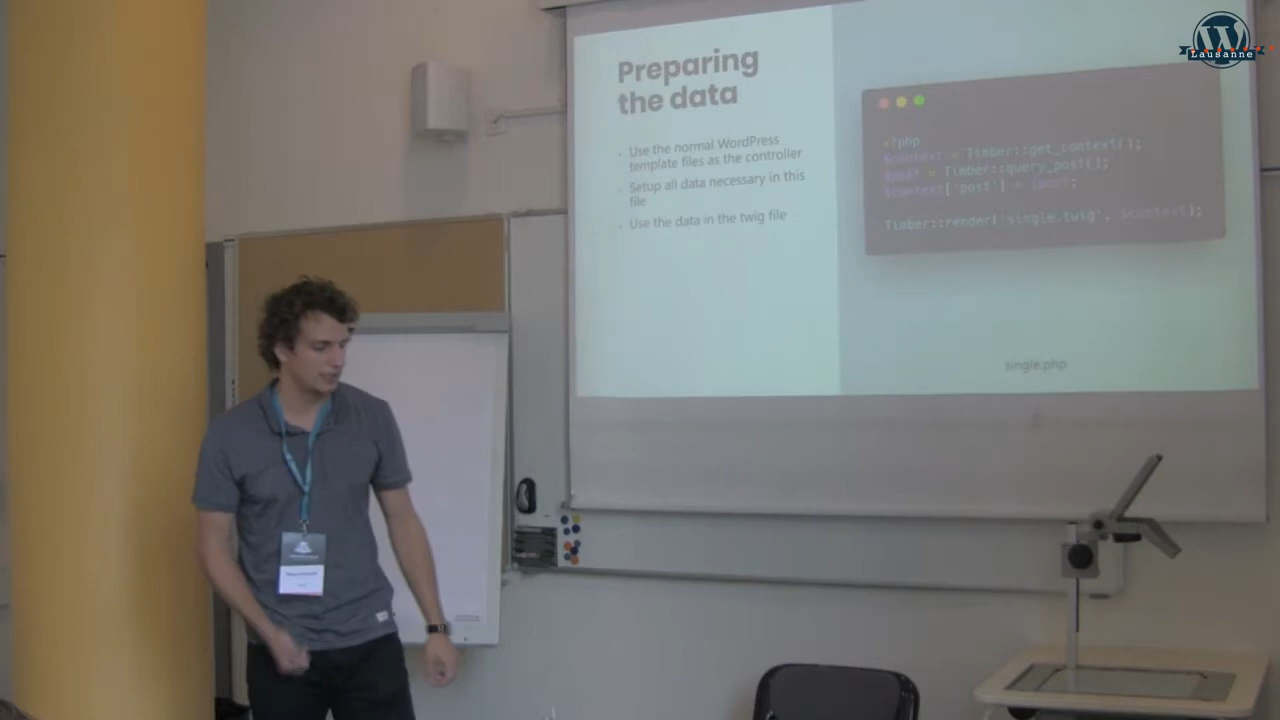 Preparing
the data
Use the normal WordPress
template files as the controller
Setup all data necessary in this
file
Use the data in the twig file
<?php
$context = Timber::get_context();
$post = Timber::query_post();
$context['post'] = $post;
Timber::render('single.twig', $context);
single.php
W
Lausanne